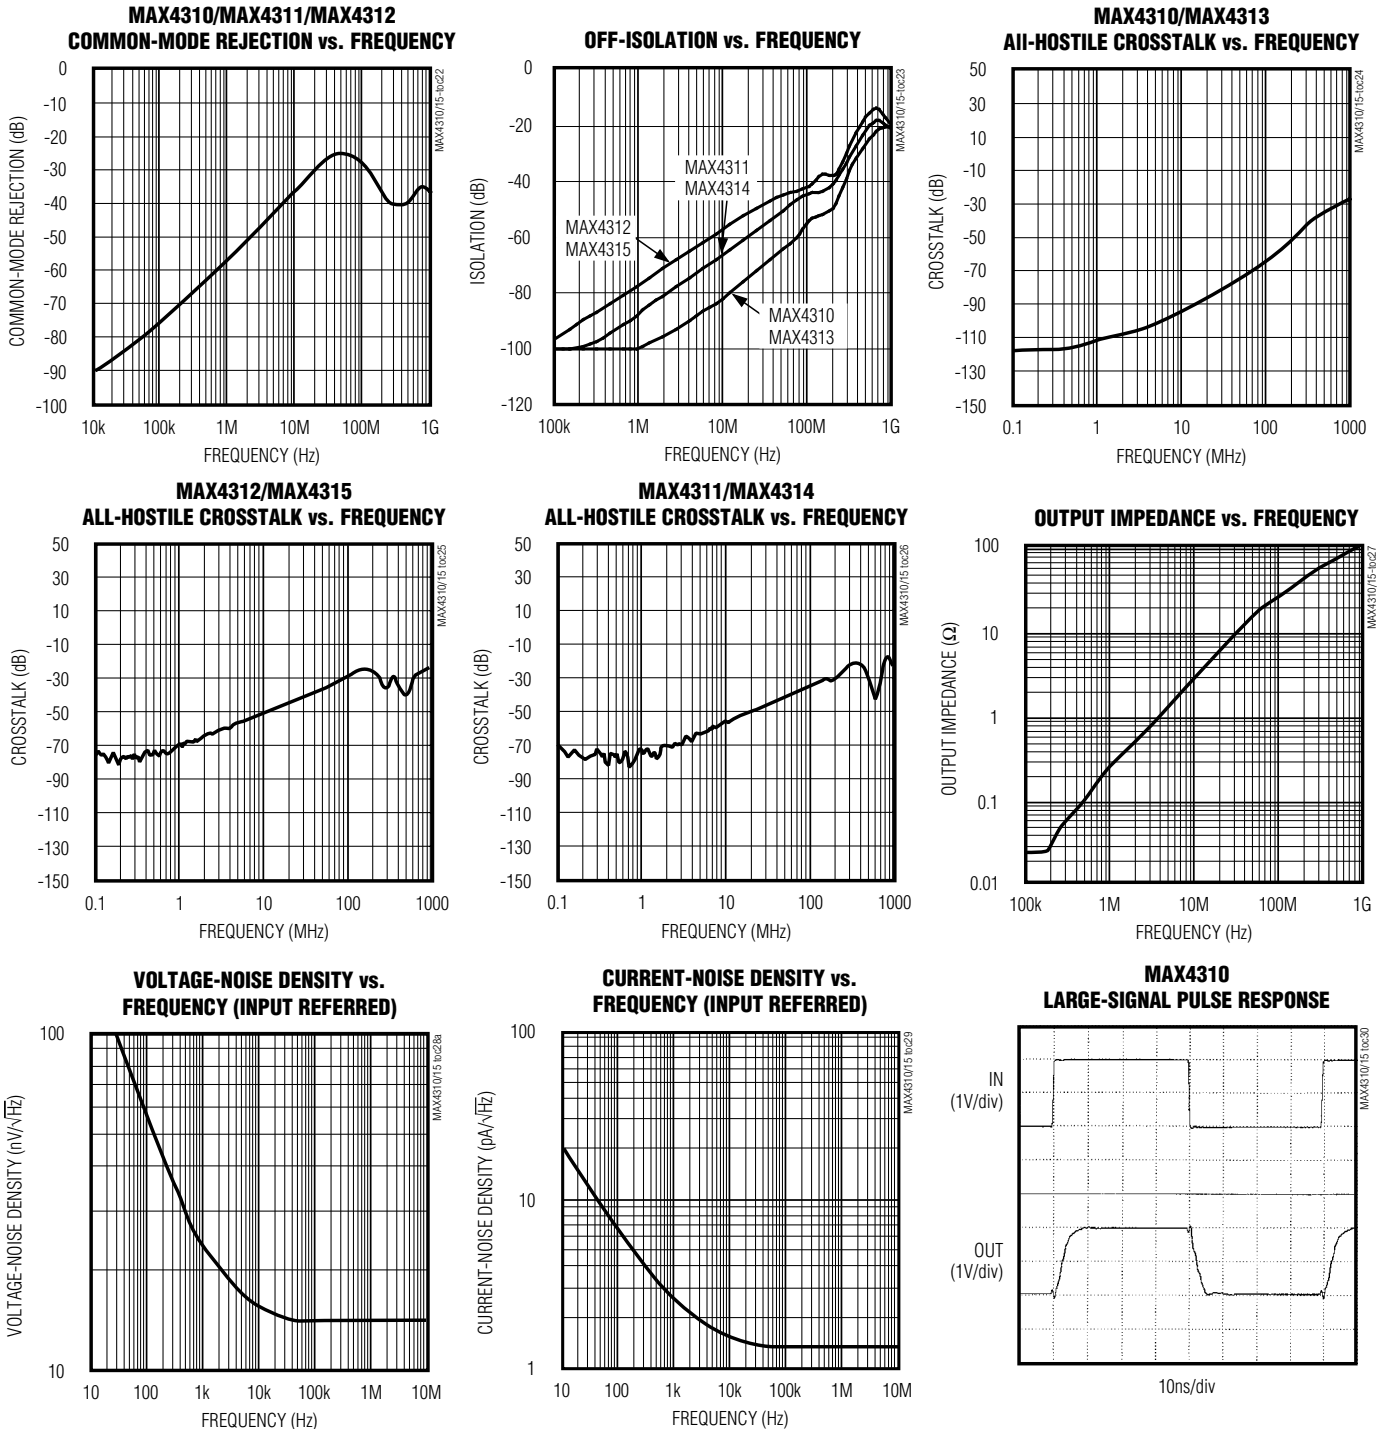 MAX4310/MAX4311/MAX4312
COMMON-MODE REJECTION vs. FREQUENCY
MAX4310/15-toc22
COMMON-MODE REJECTION (dB)
0
-10
-20
-30
-40
-50
-60
-70
-80
-90
-100
10k 100k 1M 10M 100M 1G
FREQUENCY (Hz)
OFF-ISOLATION vs. FREQUENCY
MAX4310/15-toc23
ISOLATION (dB)
0
-20
-40
-60
-80
-100
-120
MAX4311
MAX4314
MAX4312
MAX4315
MAX4310
MAX4313
100k 1M 10M 100M 1G
FREQUENCY (Hz)
MAX4310/MAX4313
All-HOSTILE CROSSTALK vs. FREQUENCY
MAX4310/15-toc24
CROSSTALK (dB)
50
30
10
-10
-30
-50
-70
-90
-110
-130
-150
0.1 1 10 100 1000
FREQUENCY (MHz)
MAX4312/MAX4315
ALL-HOSTILE CROSSTALK vs. FREQUENCY
MAX4310/15 toc25
CROSSTALK (dB)
50
30
10
-10
-30
-50
-70
-90
-110
-130
-150
0.1 1 10 100 1000
FREQUENCY (MHz)
MAX4311/MAX4314
ALL-HOSTILE CROSSTALK vs. FREQUENCY
MAX4310/15 toc26
CROSSTALK (dB)
50
30
10
-10
-30
-50
-70
-90
-110
-130
-150
0.1 1 10 100 1000
FREQUENCY (MHz)
OUTPUT IMPEDANCE vs. FREQUENCY
MAX4310/15-toc27
OUTPUT IMPEDANCE (Ω)
100
10
1
0.1
0.01
100k 1M 10M 100M 1G
FREQUENCY (Hz)
VOLTAGE-NOISE DENSITY vs.
FREQUENCY (INPUT REFERRED)
MAX4310/15 toc28a
VOLTAGE-NOISE DENSITY (nV/√Hz)
100
10
10 100 1k 10k 100k 1M 10M
FREQUENCY (Hz)
CURRENT-NOISE DENSITY vs.
FREQUENCY (INPUT REFERRED)
MAX4310/15 toc29
CURRENT-NOISE DENSITY (pA/√Hz)
100
10
1
10 100 1k 10k 100k 1M 10M
FREQUENCY (Hz)
MAX4310
LARGE-SIGNAL PULSE RESPONSE
MAX4310/15 toc30
IN
(1V/div)
OUT
(1V/div)
10ns/div